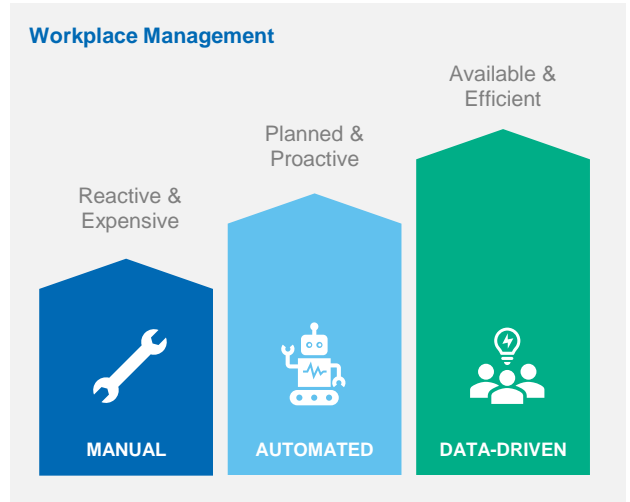 Workplace Management
Reactive &
Expensive
Planned &
Proactive
Available &
Efficient
MANUAL
AUTOMATED
DATA-DRIVEN